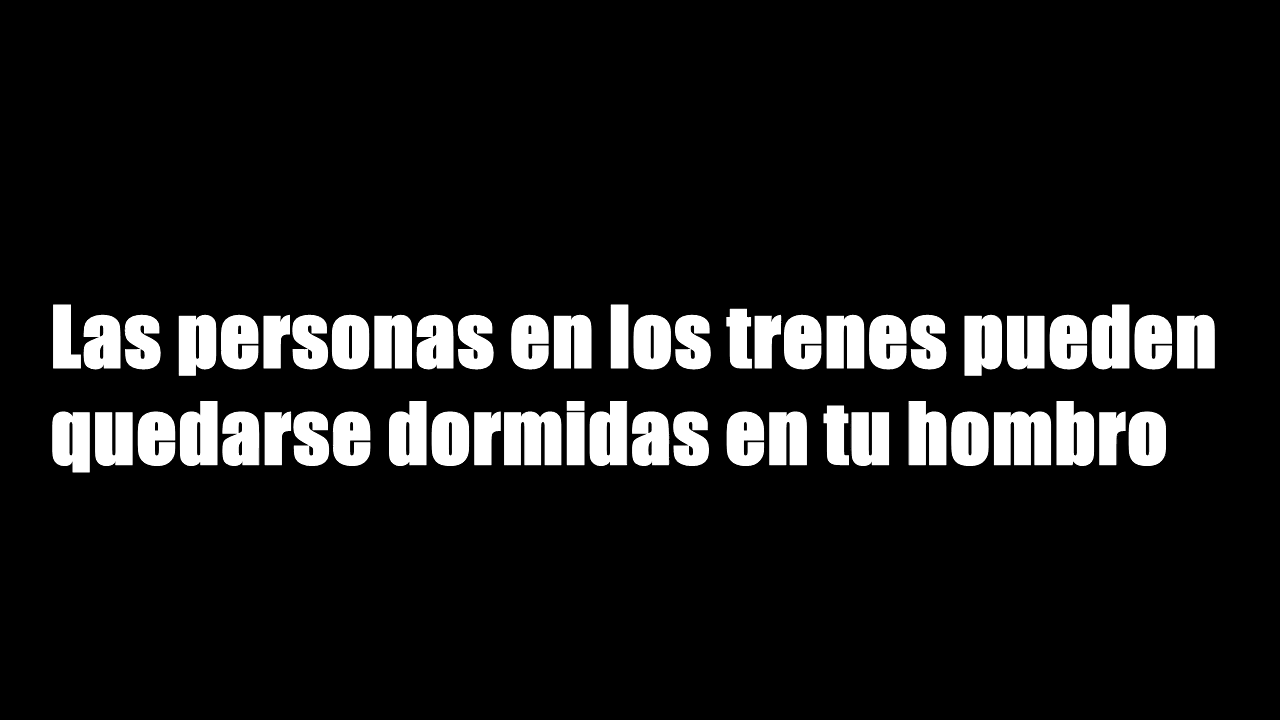 Las personas en los trenes pueden
quedarse dormidas en tu hombro